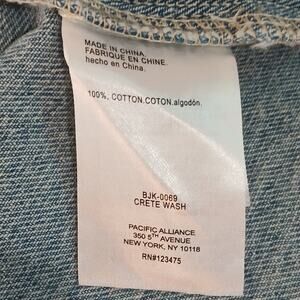 MADE IN CHINA.
FABRIQUE EN CHINE.
hecho en China.
100%. COTTON.COTON.algodón.
BJK-0069
CRETE WASH
PACIFIC ALLIANCE
350 5TH AVENUE
NEW YORK, NY 10118
RN#123475